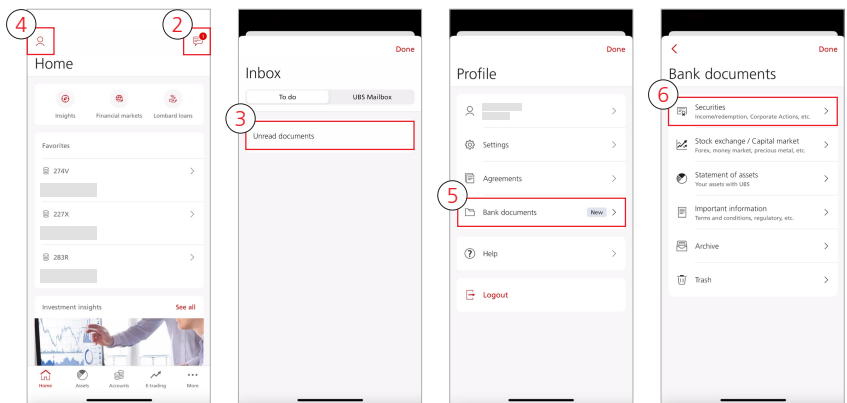 4
2
1
Home
Insights
Financial markets
Lombard loans
Favorites
274V
227X
283R
Investment insights
See all
Home
Assets
Accounts
E-trading
More
Done
Inbox
To do
UBS Mailbox
3
Unread documents
Done
Profile
Settings
Agreements
5
Bank documents
New
Help
Logout
Done
Bank documents
6
Securities
Income/redemption, Corporate Actions, etc.
Stock exchange / Capital market
Forex, money market, precious metal, etc.
Statement of assets
Your assets with UBS
Important information
Terms and conditions, regulatory, etc.
Archive
Trash